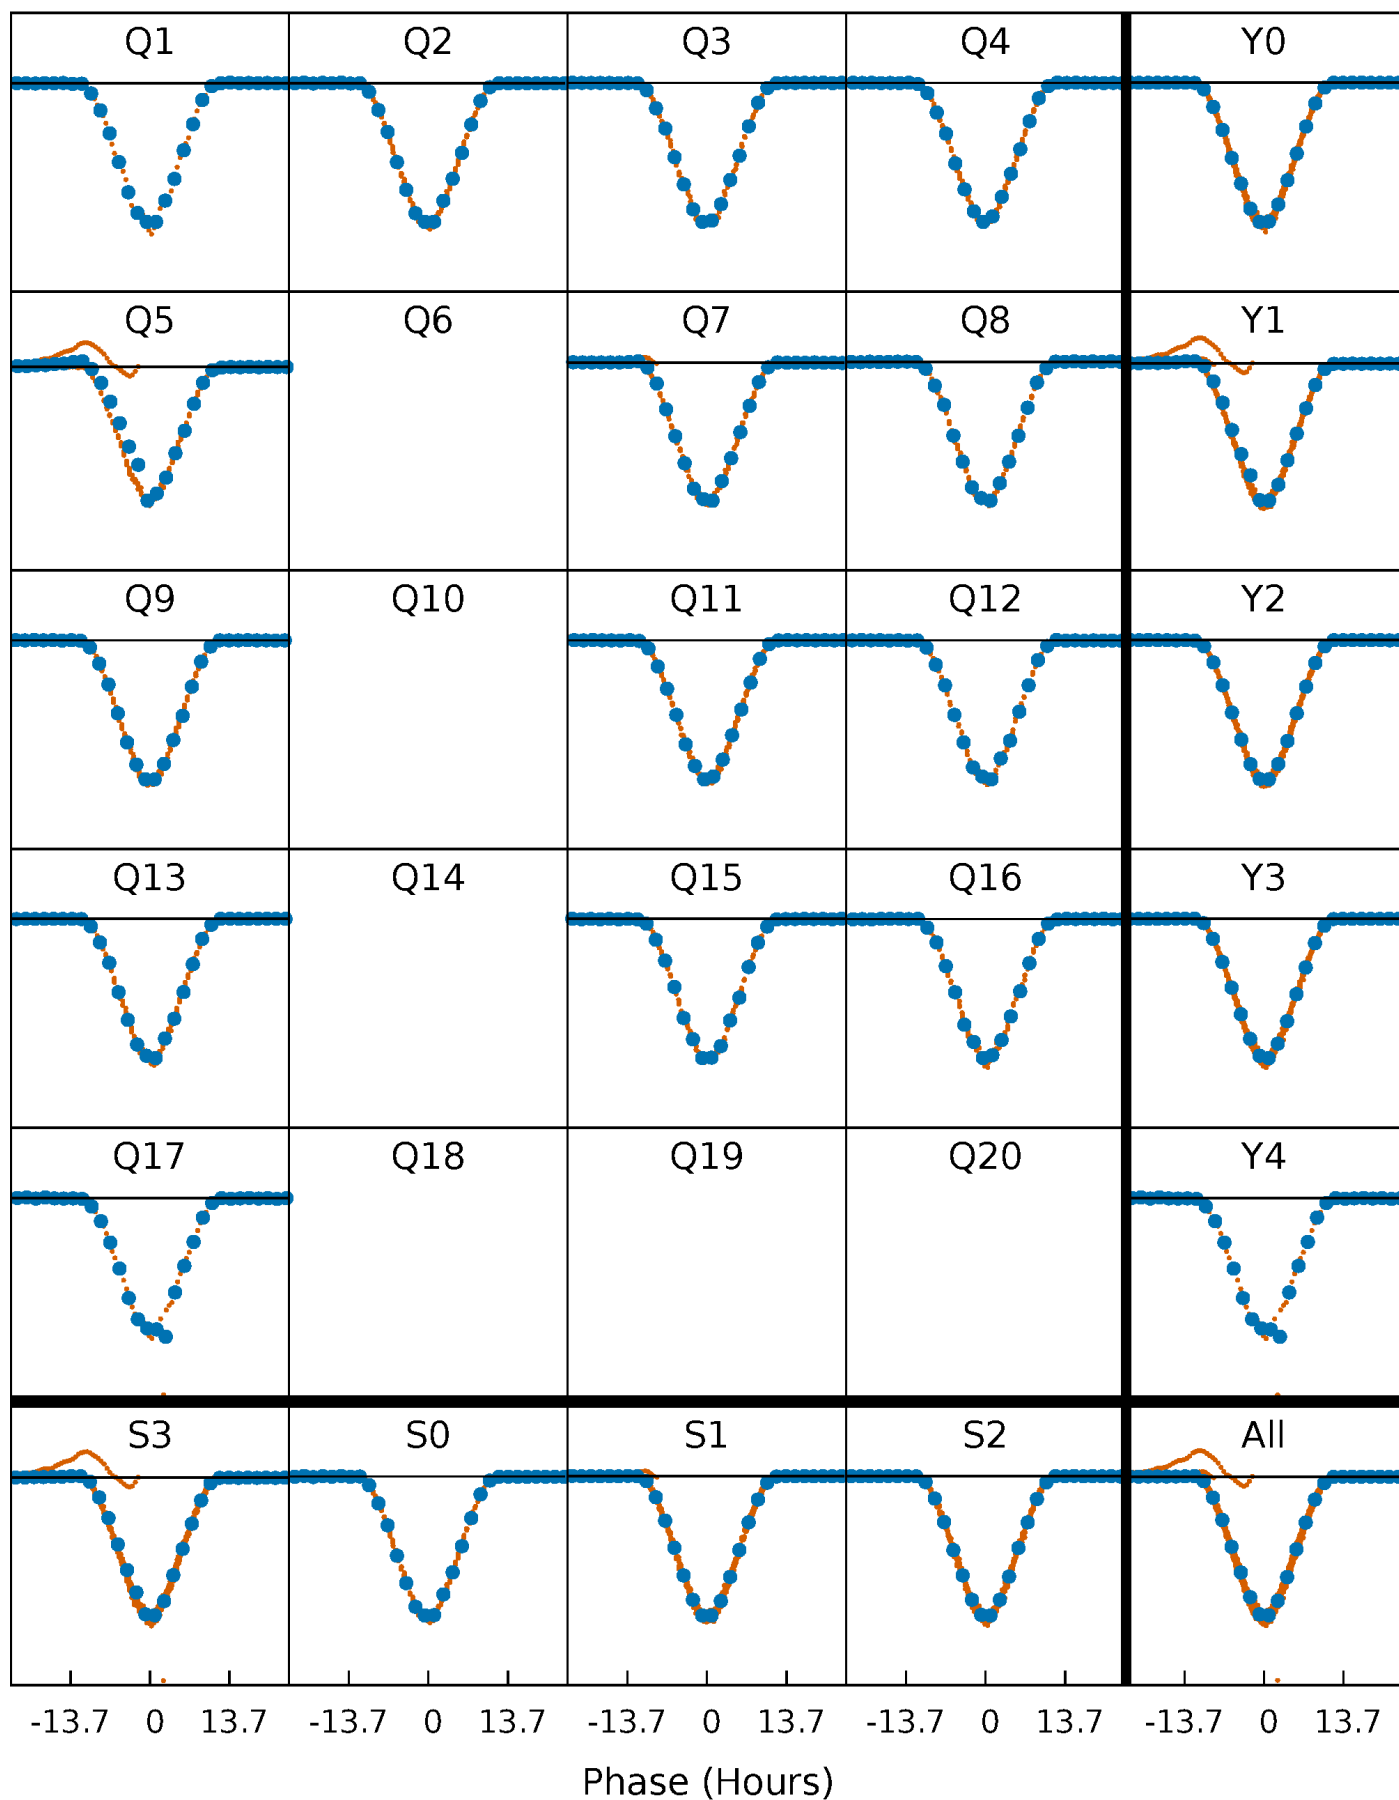 Q1 Q2 Q3 Q4 Y0
Q5 Q6 Q7 Q8 Y1
Q9 Q10 Q11 Q12 Y2
Q13 Q14 Q15 Q16 Y3
Q17 Q18 Q19 Q20 Y4
S3 S0 S1 S2 All
-13.7 0 13.7 -13.7 0 13.7 -13.7 0 13.7 -13.7 0 13.7 -13.7 0 13.7
Phase (Hours)